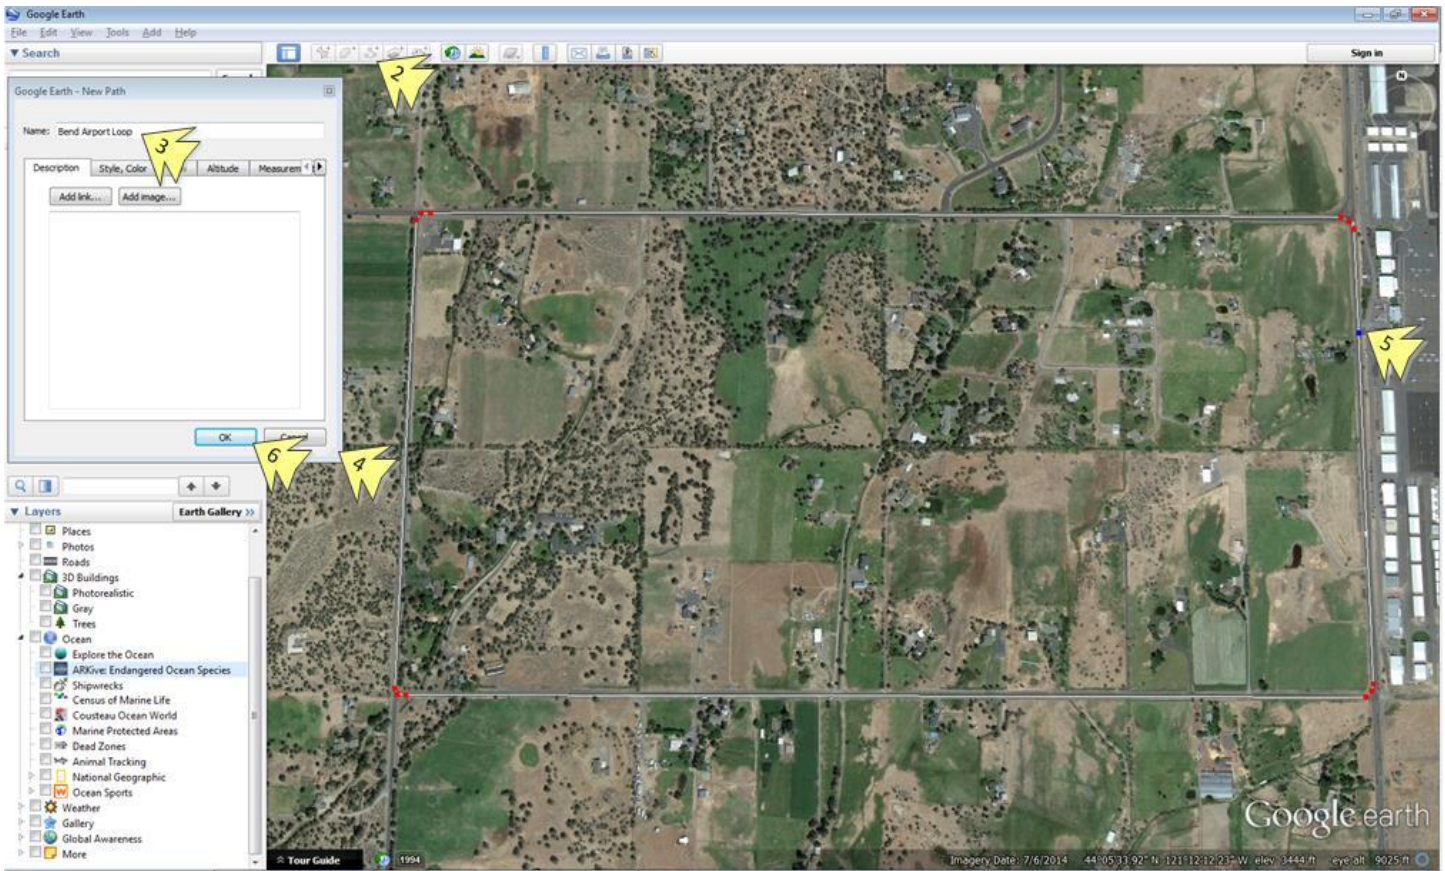 Google Earth
File Edit View Tools Add Help
Search
Sign in
2
N
Google Earth - New Path
Name: Bend Airport Loop
3
Description Style, Color Altitude Measurem
Add link... Add image...
5
OK
6
4
Layers Earth Gallery >>
Places
Photos
Roads
3D Buildings
Photorealistic
Gray
Trees
Ocean
Explore the Ocean
ARKive: Endangered Ocean Species
Shipwrecks
Census of Marine Life
Cousteau Ocean World
Marine Protected Areas
Dead Zones
Animal Tracking
National Geographic
Ocean Sports
Weather
Gallery
Global Awareness
More
Google earth
Tour Guide
1994
Imagery Date: 7/6/2014 44°05'33.92" N 121°12'12.23" W elev 3444 ft eye alt 9025 ft